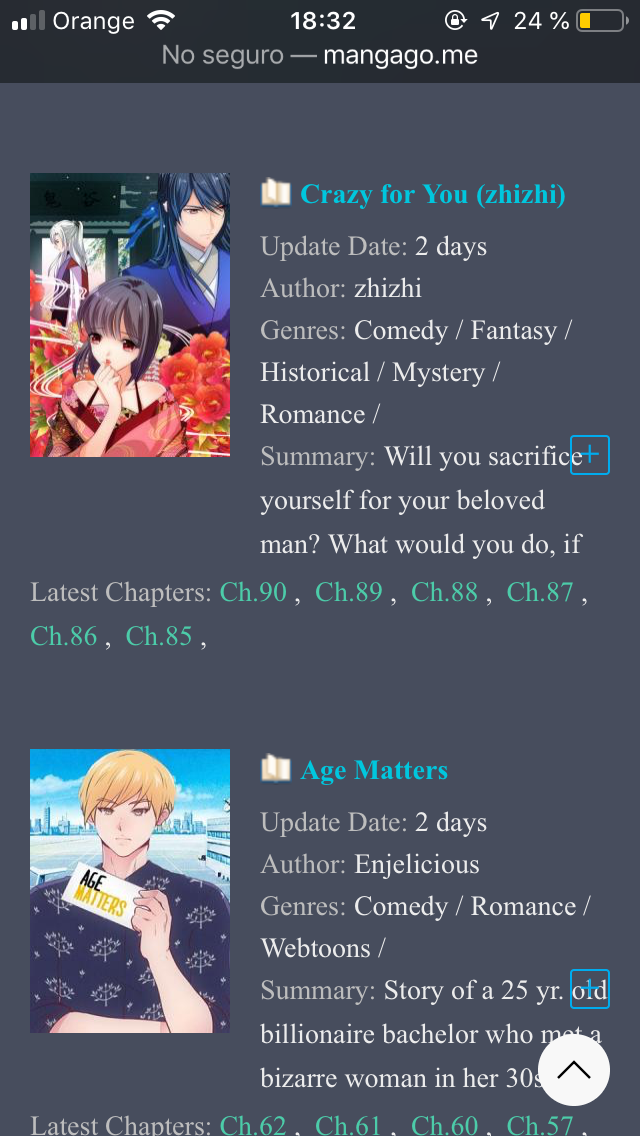 Orange 18:32 24 %
No seguro — mangago.me
Crazy for You (zhizhi)
Update Date: 2 days
Author: zhizhi
Genres: Comedy / Fantasy /
Historical / Mystery /
Romance /
Summary: Will you sacrifice
yourself for your beloved
man? What would you do, if
Latest Chapters: Ch.90 , Ch.89 , Ch.88 , Ch.87 ,
Ch.86 , Ch.85 ,
AGE
MATTERS
Age Matters
Update Date: 2 days
Author: Enjelicious
Genres: Comedy / Romance /
Webtoons /
Summary: Story of a 25 yr. old
billionaire bachelor who met a
bizarre woman in her 30s
Latest Chapters: Ch.62 , Ch.61 , Ch.60 , Ch.57 ,